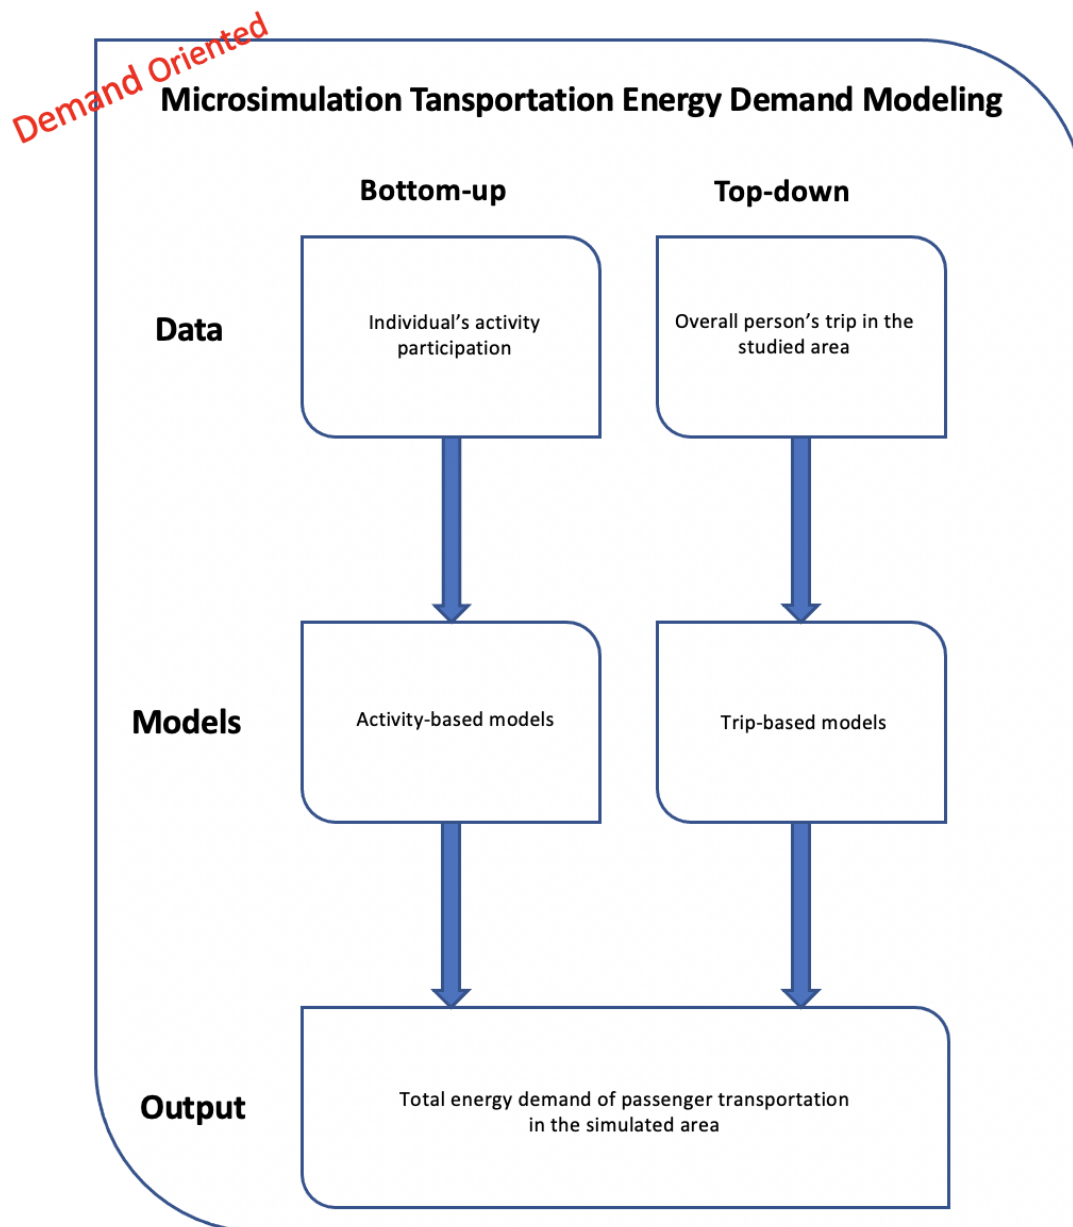 Demand Oriented
Microsimulation Tansportation Energy Demand Modeling
Bottom-up
Top-down
Data
Individual's activity
participation
Overall person's trip in the
studied area
Models
Activity-based models
Trip-based models
Output
Total energy demand of passenger transportation
in the simulated area